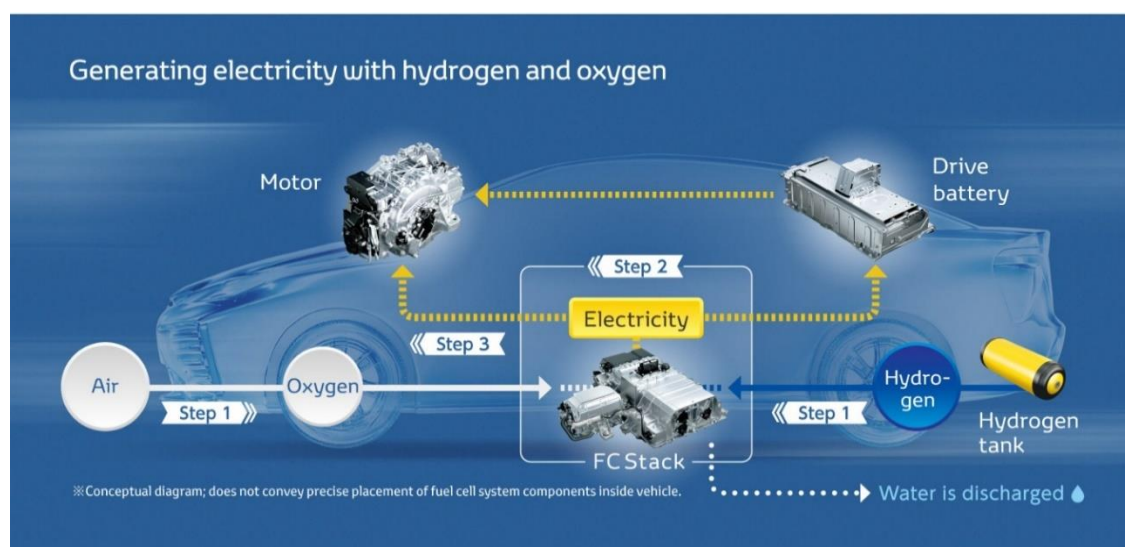 Generating electricity with hydrogen and oxygen
Motor
Drive
battery
Step 2
Electricity
Step 3
Air
Oxygen
Step 1
Step 1
Hydro-
gen
Hydrogen
tank
FC Stack
※Conceptual diagram; does not convey precise placement of fuel cell system components inside vehicle.
Water is discharged